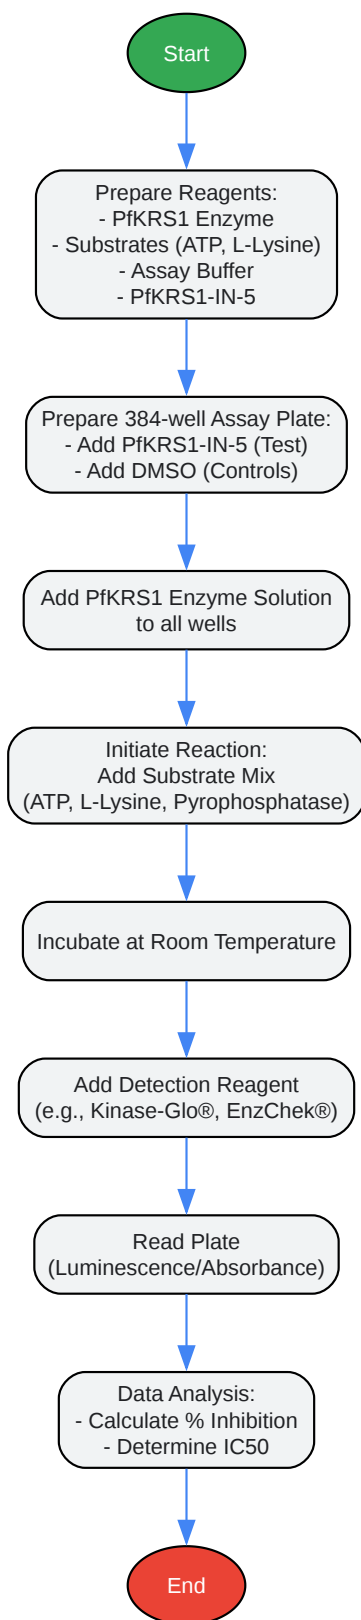 Start
Prepare Reagents:
- PfKRS1 Enzyme
- Substrates (ATP, L-Lysine)
- Assay Buffer
- PfKRS1-IN-5
Prepare 384-well Assay Plate:
- Add PfKRS1-IN-5 (Test)
- Add DMSO (Controls)
Add PfKRS1 Enzyme Solution
to all wells
Initiate Reaction:
Add Substrate Mix
(ATP, L-Lysine, Pyrophosphatase)
Incubate at Room Temperature
Add Detection Reagent
(e.g., Kinase-Glo®, EnzChek®)
Read Plate
(Luminescence/Absorbance)
Data Analysis:
- Calculate % Inhibition
- Determine IC50
End